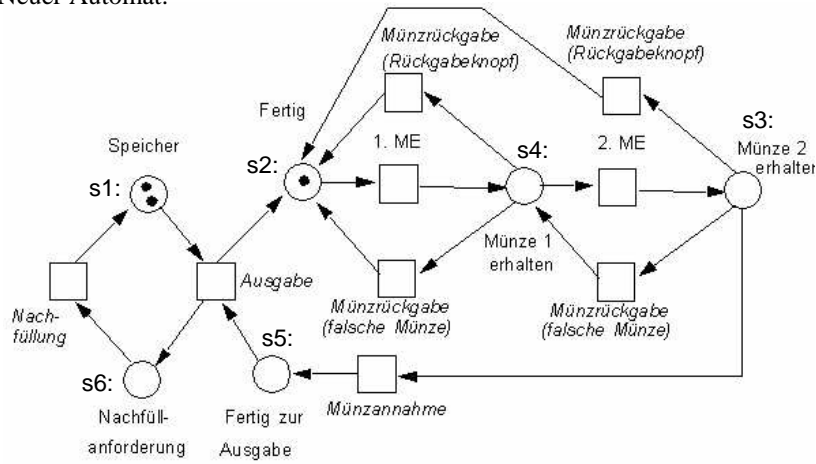 Neuer Automat:
Münzrückgabe
(Rückgabeknopf)
Münzrückgabe
(Rückgabeknopf)
Fertig
s3:
Speicher
1. ME
s4:
2. ME
Münze 2
erhalten
s1:
s2:
Ausgabe
Münze 1
erhalten
Nach-
füllung
Münzrückgabe
(falsche Münze)
Münzrückgabe
(falsche Münze)
s5:
s6:
Münzannahme
Nachfüll-
anforderung
Fertig zur
Ausgabe